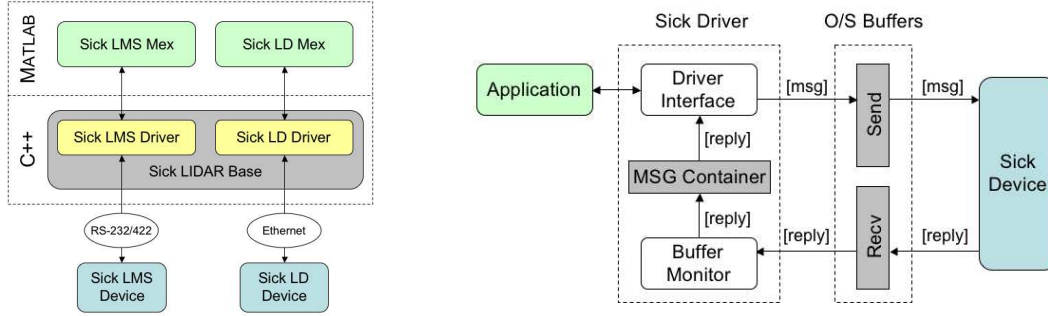 MATLAB
Sick LMS Mex
Sick LD Mex
C++
Sick LMS Driver
Sick LD Driver
Sick LIDAR Base
RS-232/422
Ethernet
Sick LMS
Device
Sick LD
Device
Sick Driver
O/S Buffers
Application
Driver
Interface
[msg]
Send
[msg]
[reply]
MSG Container
Sick
Device
[reply]
Buffer
Monitor
[reply]
Recv
[reply]